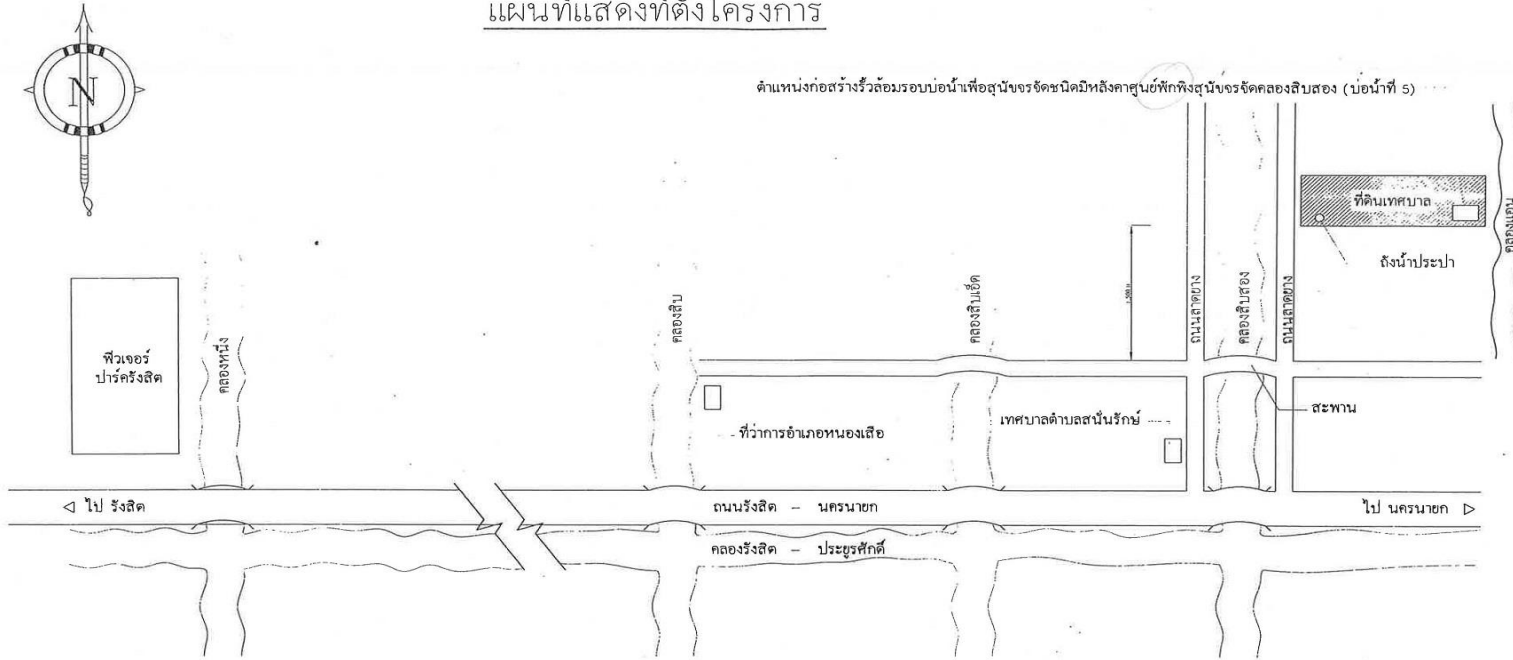 แผนที่แสดงที่ตั้งโครงการ
N
ตำแหน่งก่อสร้างรั้วล้อมรอบบ่อน้ำเพื่อสุนัขจรจัดชนิดมีหลังคาศูนย์พักพิงสุนัขจรจัดคลองสิบสอง (บ่อน้ำที่ 5)
ที่ดินเทศบาล
ถังน้ำประปา
คลองแอน
ฟิวเจอร์
ปาร์ครังสิต
คลองหนึ่ง
คลองสิบ
คลองสิบเอ็ด
ถนนลาดยาง
คลองสิบสอง
ถนนลาดยาง
ที่ว่าการอำเภอหนองเสือ
เทศบาลตำบลสนั่นรักษ์
สะพาน
ไป รังสิต
ถนนรังสิต – นครนายก
ไป นครนายก
คลองรังสิต – ประยูรศักดิ์